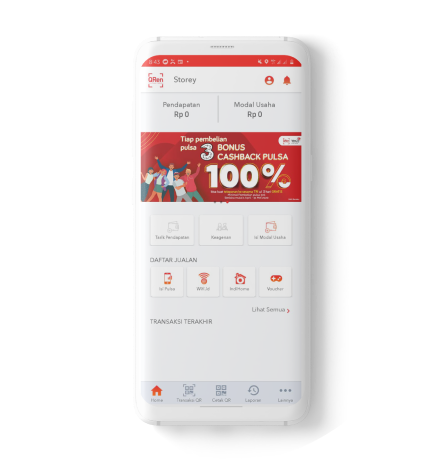 QRen
Storey
Pendapatan
Rp 0
Modal Usaha
Rp 0
Tiap pembelian
pulsa 3 BONUS
CASHBACK PULSA
100%
Tarik Pendapatan
Keagenan
Isi Modal Usaha
DAFTAR JUALAN
Isi Pulsa
WiFi.id
IndiHome
Voucher
Lihat Semua
TRANSAKSI TERAKHIR
Home
Transaksi QR
Cetak QR
Laporan
Lainnya